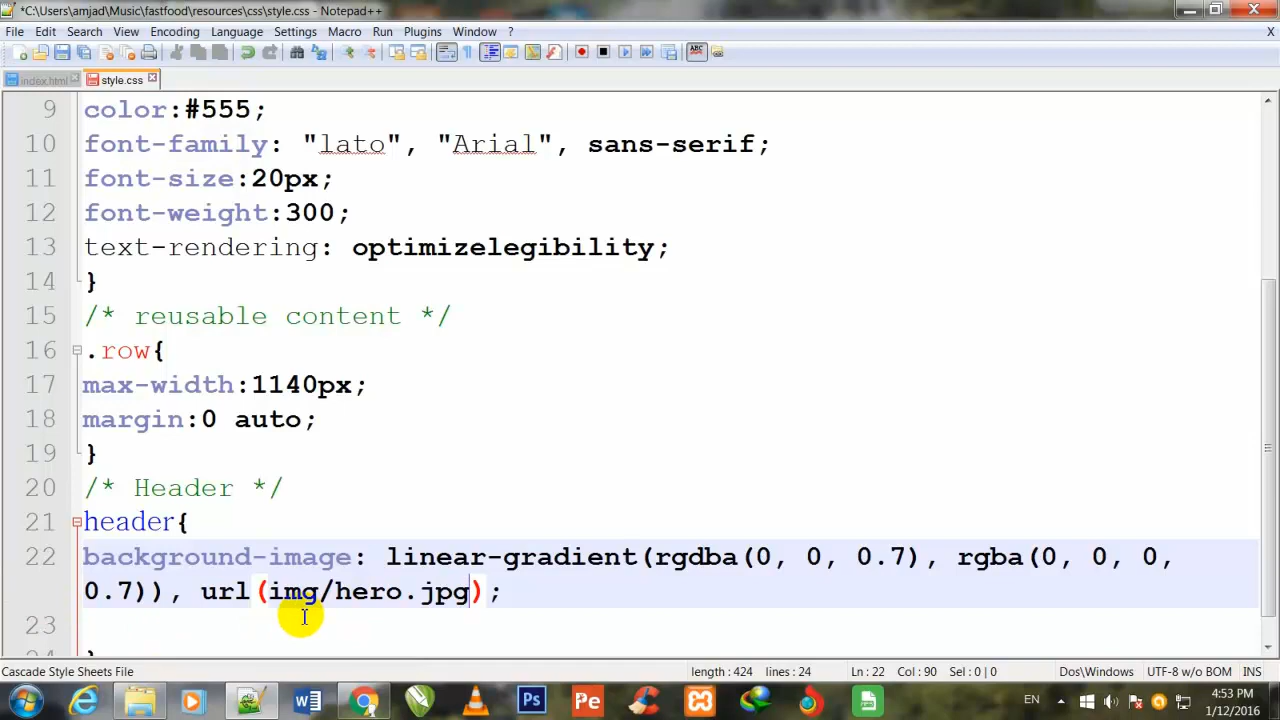 *C:\Users\amjad\Music\fastfood\resources\css\style.css - Notepad++
File Edit Search View Encoding Language Settings Macro Run Plugins Window ? X
index.html style.css
9 color:#555;
10 font-family: "lato", "Arial", sans-serif;
11 font-size:20px;
12 font-weight:300;
13 text-rendering: optimizelegibility;
14 }
15 /* reusable content */
16 .row{
17 max-width:1140px;
18 margin:0 auto;
19 }
20 /* Header */
21 header{
22 background-image: linear-gradient(rgdba(0, 0, 0.7), rgba(0, 0, 0,
0.7)), url(img/hero.jpg);
23
24 }
Cascade Style Sheets File length : 424 lines : 24 Ln : 22 Col : 90 Sel : 0 | 0 Dos\Windows UTF-8 w/o BOM INS
W Ps Pe EN 4:53 PM
1/12/2016